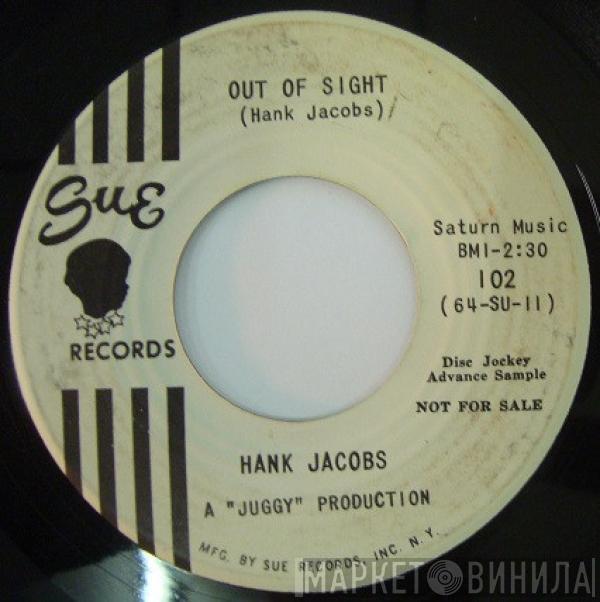 OUT OF SIGHT
(Hank Jacobs)
SuE
RECORDS
Saturn Music
BMI-2:30
102
(64-SU-11)
Disc Jockey
Advance Sample
NOT FOR SALE
HANK JACOBS
A "JUGGY" PRODUCTION
MFG. BY SUE RECORDS, INC. N. Y.
МАРКЕТ ВИНИЛА